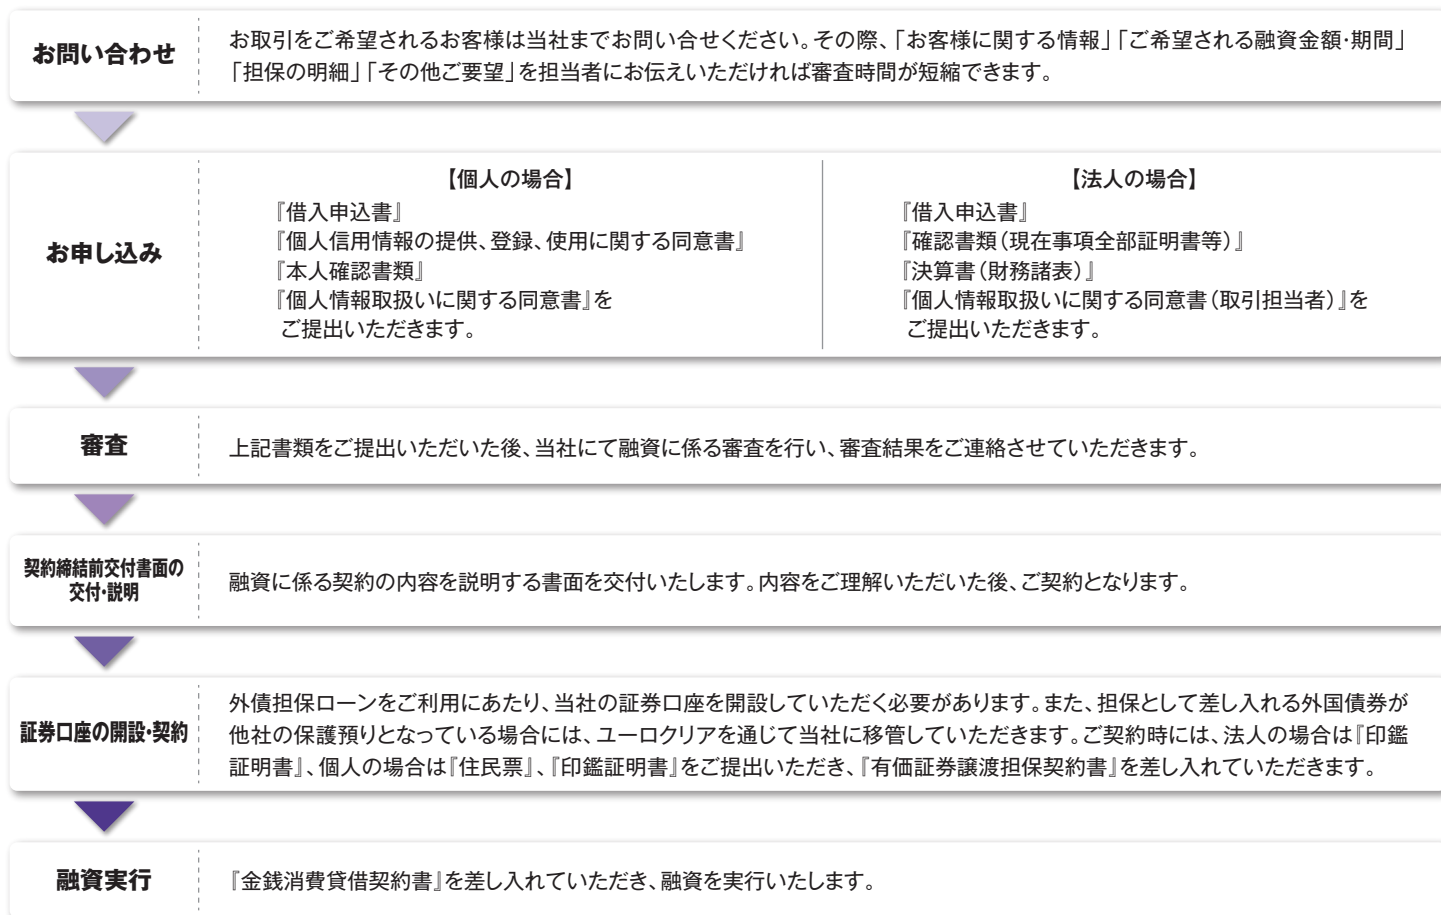 お問い合わせ
お取引をご希望されるお客様は当社までお問い合せください。その際、「お客様に関する情報」「ご希望される融資金額・期間」
「担保の明細」「その他ご要望」を担当者にお伝えいただければ審査時間が短縮できます。
お申し込み
【個人の場合】
『借入申込書』
『個人信用情報の提供、登録、使用に関する同意書』
『本人確認書類』
『個人情報取扱いに関する同意書』を
ご提出いただきます。
【法人の場合】
『借入申込書』
『確認書類（現在事項全部証明書等）』
『決算書（財務諸表）』
『個人情報取扱いに関する同意書（取引担当者）』を
ご提出いただきます。
審査
上記書類をご提出いただいた後、当社にて融資に係る審査を行い、審査結果をご連絡させていただきます。
契約締結前交付書面の
交付・説明
融資に係る契約の内容を説明する書面を交付いたします。内容をご理解いただいた後、ご契約となります。
証券口座の開設・契約
外債担保ローンをご利用にあたり、当社の証券口座を開設していただく必要があります。また、担保として差し入れる外国債券が
他社の保護預りとなっている場合には、ユーロクリアを通じて当社に移管していただきます。ご契約時には、法人の場合は『印鑑
証明書』、個人の場合は『住民票』、『印鑑証明書』をご提出いただき、『有価証券譲渡担保契約書』を差し入れていただきます。
融資実行
『金銭消費貸借契約書』を差し入れていただき、融資を実行いたします。